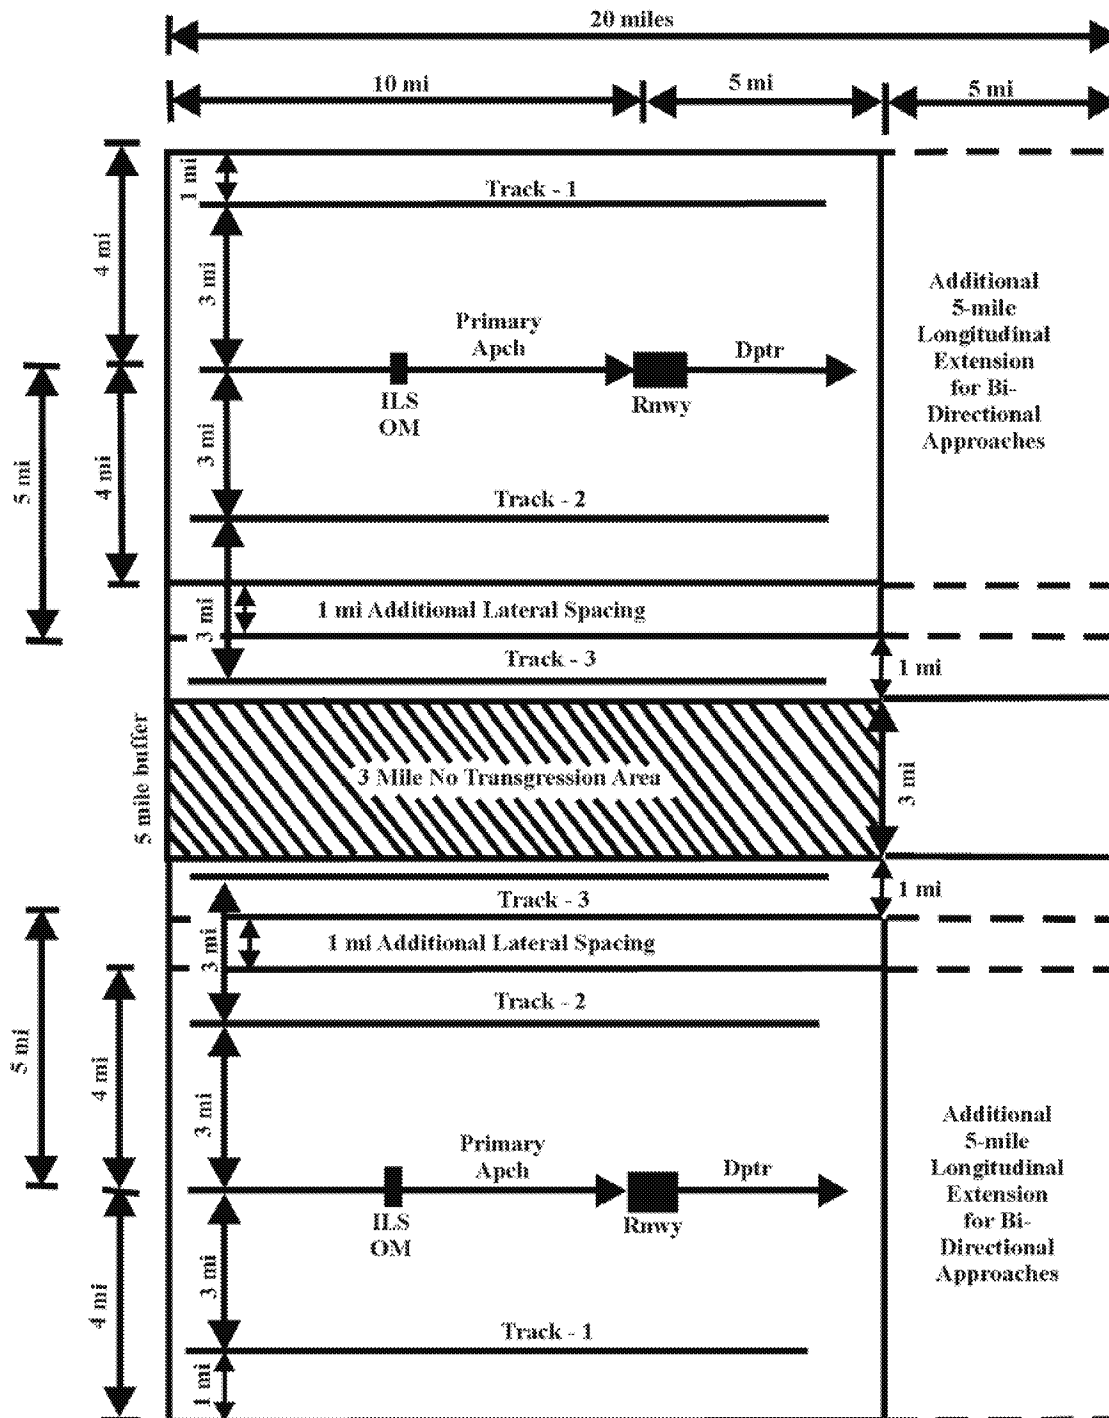 20 miles
10 mi
5 mi
5 mi
1 mi
Track - 1
4 mi
3 mi
Additional
5-mile
Longitudinal
Extension
for Bi-
Directional
Approaches
Primary
Apch
Dptr
ILS
OM
Rnwy
5 mi
4 mi
3 mi
Track - 2
3 mi
1 mi Additional Lateral Spacing
Track - 3
1 mi
5 mile buffer
3 Mile No Transgression Area
3 mi
Track - 3
1 mi
3 mi
1 mi Additional Lateral Spacing
Track - 2
5 mi
4 mi
3 mi
Additional
5-mile
Longitudinal
Extension
for Bi-
Directional
Approaches
Primary
Apch
Dptr
ILS
OM
Rnwy
4 mi
3 mi
Track - 1
1 mi